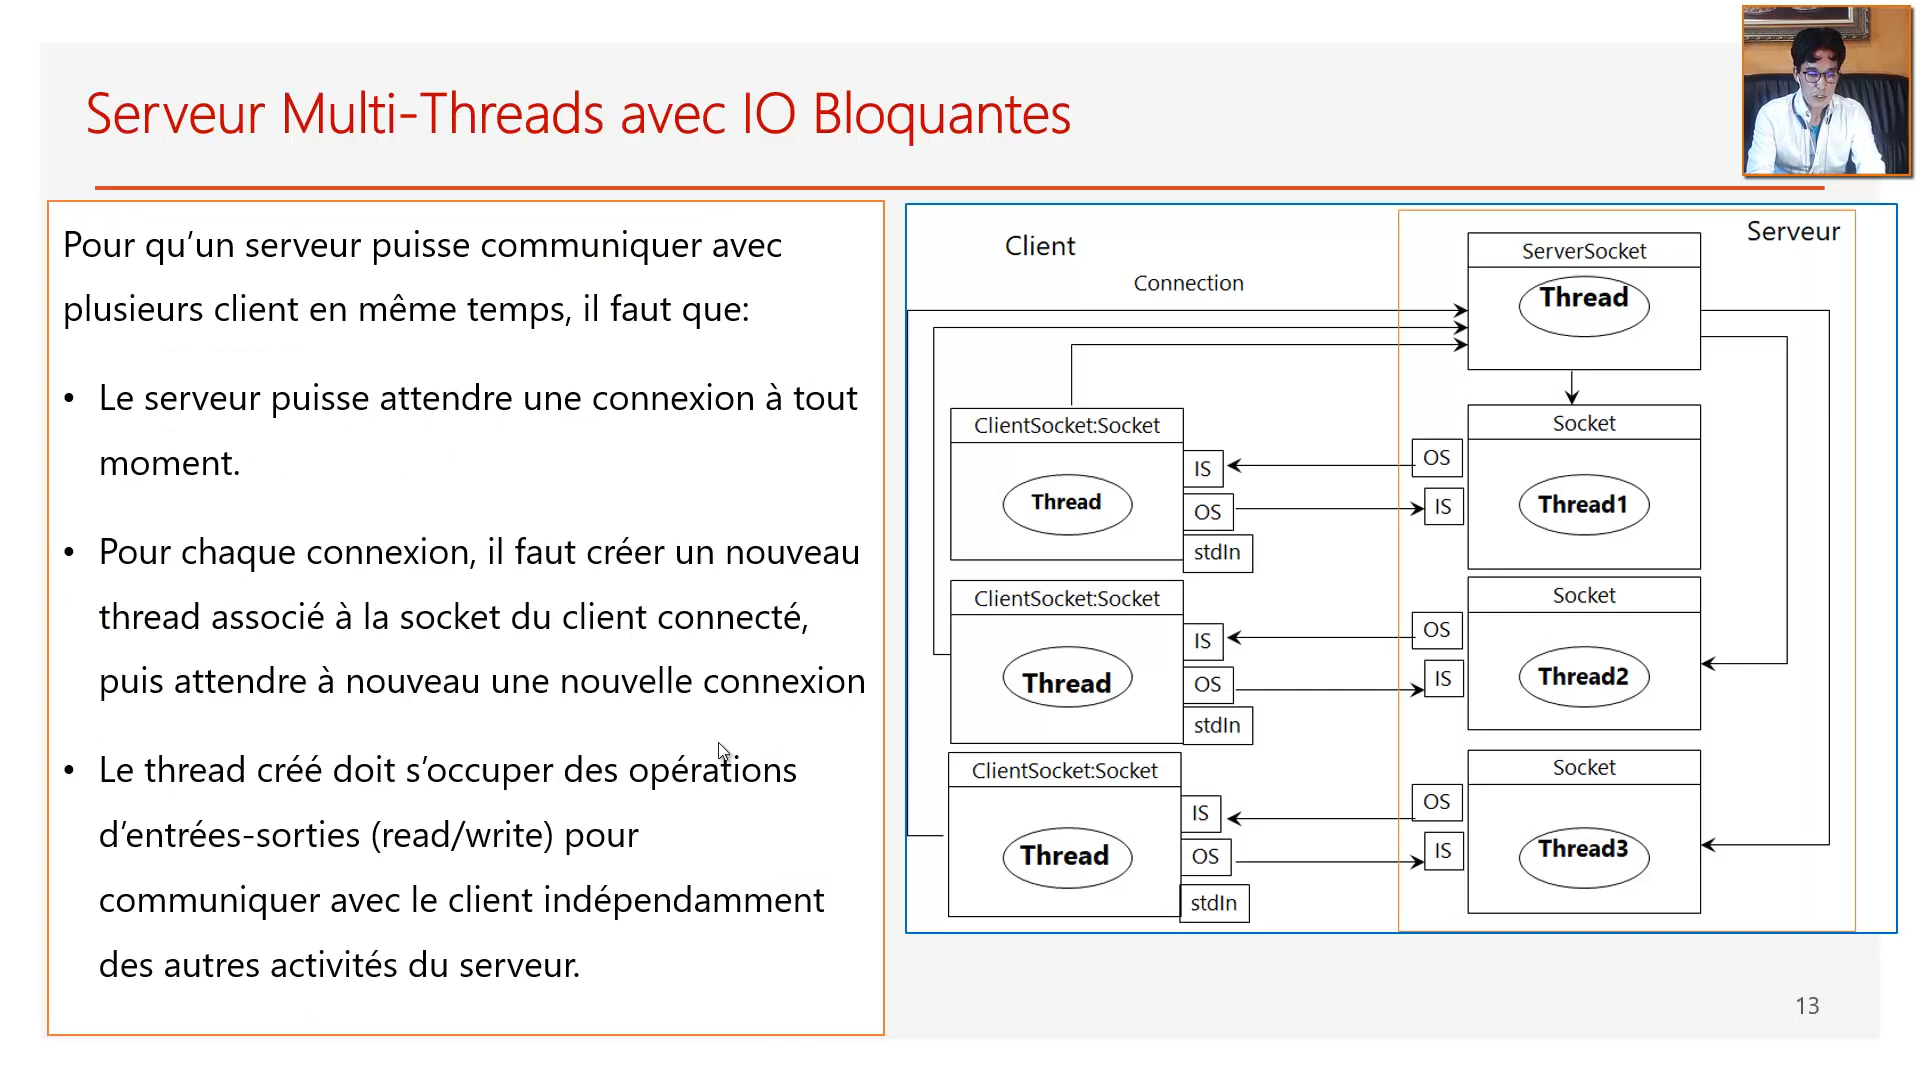 Serveur Multi-Threads avec IO Bloquantes
Pour qu’un serveur puisse communiquer avec
plusieurs client en même temps, il faut que:
• Le serveur puisse attendre une connexion à tout
moment.
• Pour chaque connexion, il faut créer un nouveau
thread associé à la socket du client connecté,
puis attendre à nouveau une nouvelle connexion
• Le thread créé doit s’occuper des opérations
d’entrées-sorties (read/write) pour
communiquer avec le client indépendamment
des autres activités du serveur.
Client
Serveur
Connection
ServerSocket
Thread
ClientSocket:Socket
Thread
IS
OS
stdIn
OS
IS
Socket
Thread1
ClientSocket:Socket
Thread
IS
OS
stdIn
OS
IS
Socket
Thread2
ClientSocket:Socket
Thread
IS
OS
stdIn
OS
IS
Socket
Thread3
13